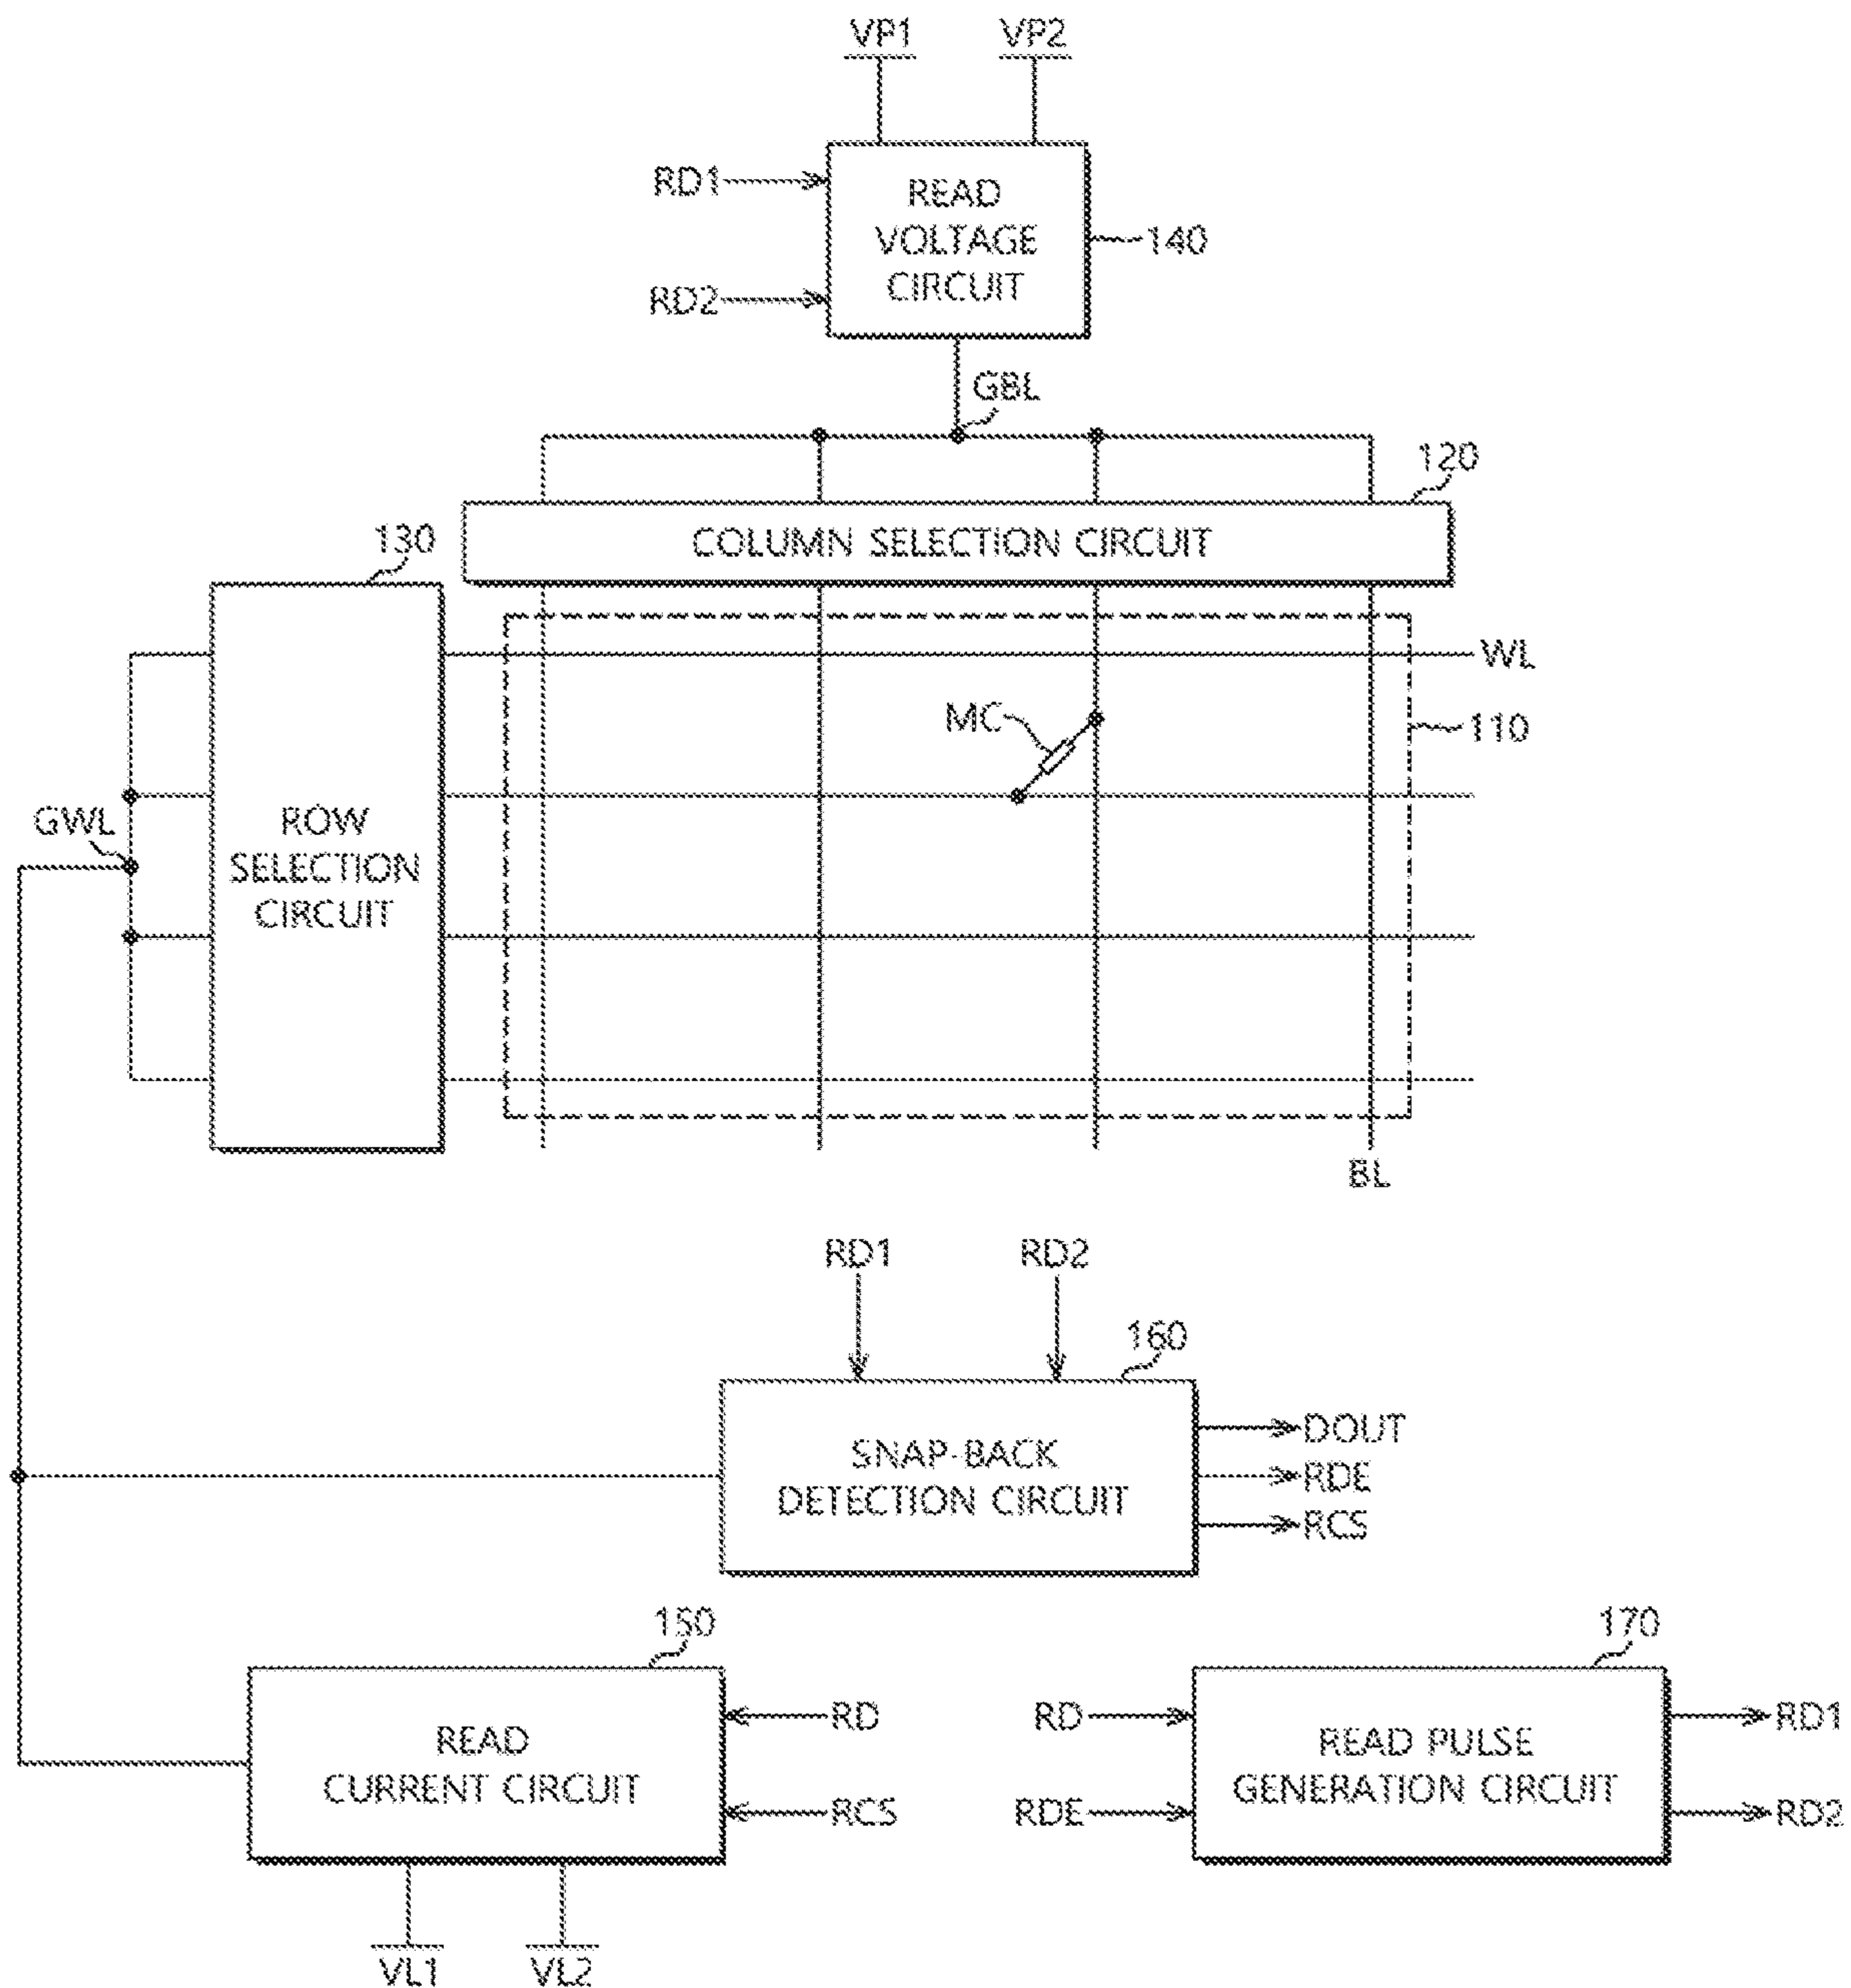 VP1 VP2
RD1
READ
VOLTAGE
CIRCUIT
140
RD2
GBL
120
COLUMN SELECTION CIRCUIT
130
WL
MC
110
GWL
ROW
SELECTION
CIRCUIT
BL
RD1 RD2
160
SNAP-BACK
DETECTION CIRCUIT
DOUT
RDE
RCS
150
READ
CURRENT CIRCUIT
RD
RCS
VL1 VL2
170
RD
RDE
READ PULSE
GENERATION CIRCUIT
RD1
RD2